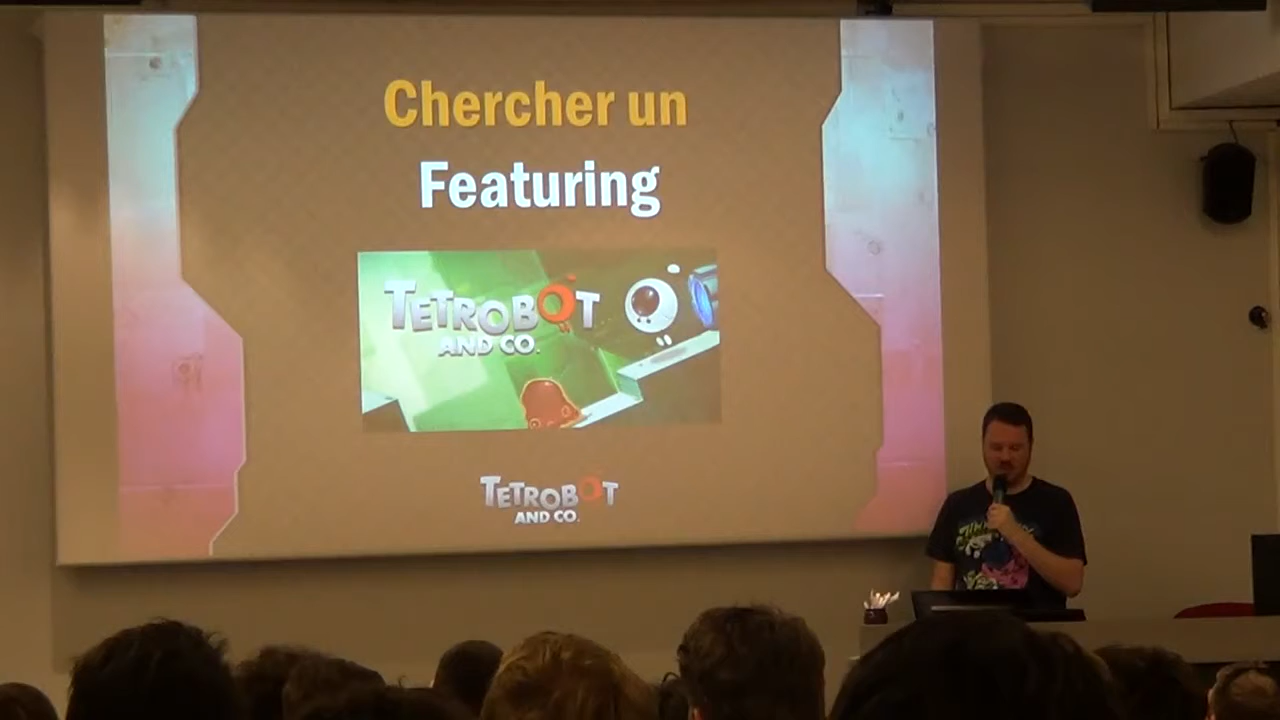 Chercher un
Featuring
TETROBOT
AND CO.
TETROBOT
AND CO.